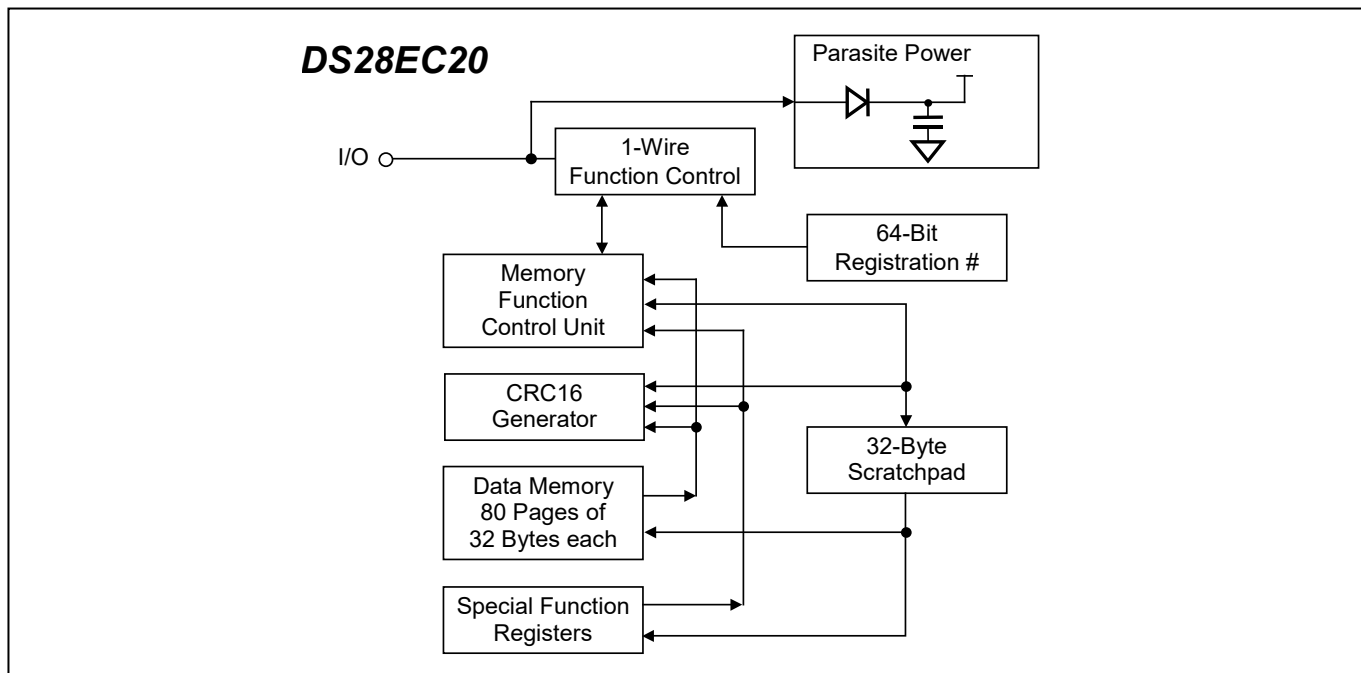 DS28EC20
Parasite Power
I/O
1-Wire
Function Control
64-Bit
Registration #
Memory
Function
Control Unit
CRC16
Generator
32-Byte
Scratchpad
Data Memory
80 Pages of
32 Bytes each
Special Function
Registers